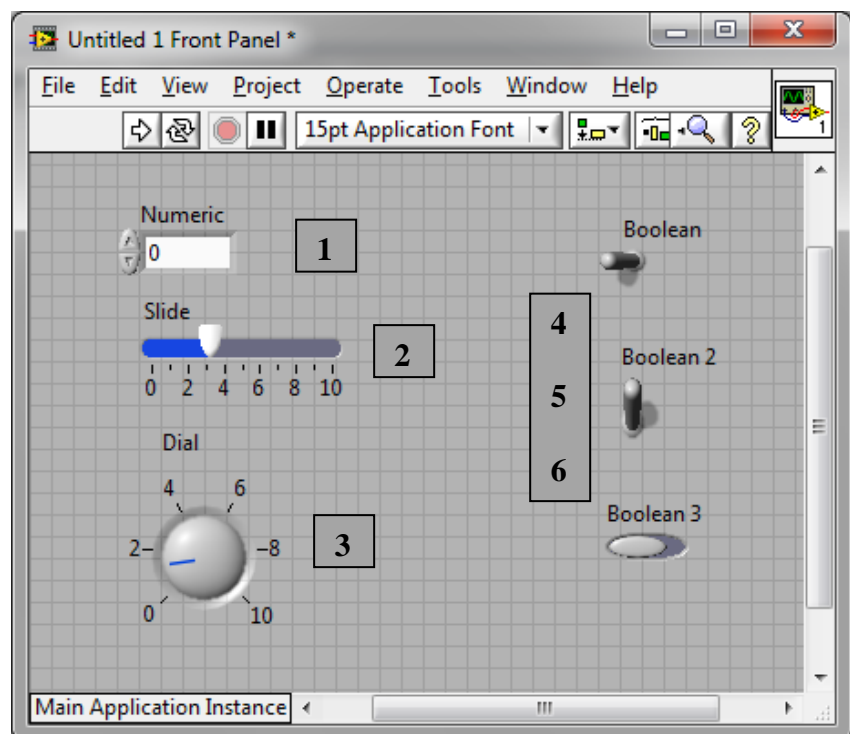 Untitled 1 Front Panel *
File Edit View Project Operate Tools Window Help
15pt Application Font
1
Numeric
0
1
Boolean
Slide
2
0 2 4 6 8 10
4
5
6
Boolean 2
Dial
4 6
2 8
0 10
3
Boolean 3
Main Application Instance